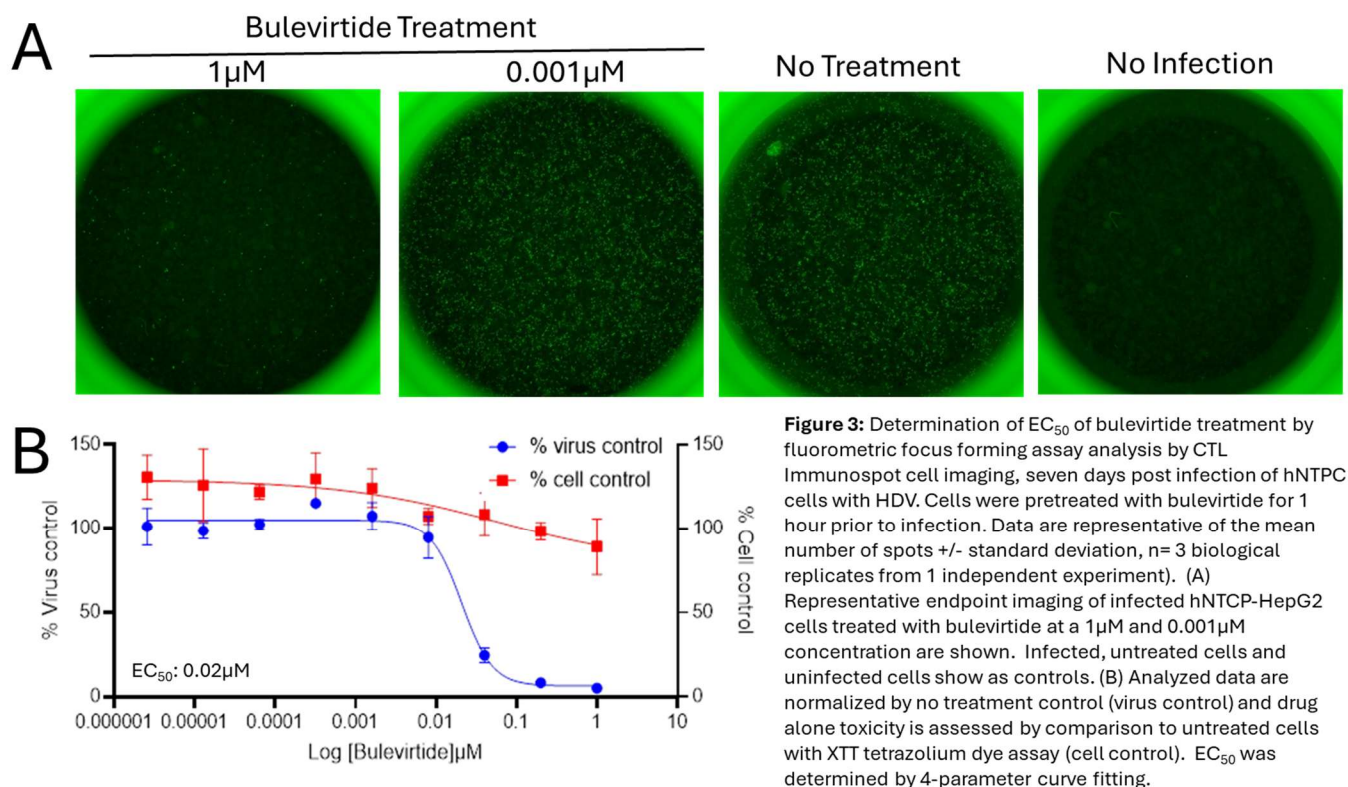 A
Bulevirtide Treatment
1µM
0.001µM
No Treatment
No Infection
B
150
100
50
0
% Virus control
% virus control
% cell control
150
100
50
0
% Cell control
EC50: 0.02µM
0.000001 0.00001 0.0001 0.001 0.01 0.1 1 10
Log [Bulevirtide]µM
Figure 3: Determination of EC50 of bulevirtide treatment by
fluorometric focus forming assay analysis by CTL
Immunospot cell imaging, seven days post infection of hNTPC
cells with HDV. Cells were pretreated with bulevirtide for 1
hour prior to infection. Data are representative of the mean
number of spots +/- standard deviation, n= 3 biological
replicates from 1 independent experiment). (A)
Representative endpoint imaging of infected hNTCP-HepG2
cells treated with bulevirtide at a 1µM and 0.001µM
concentration are shown. Infected, untreated cells and
uninfected cells show as controls. (B) Analyzed data are
normalized by no treatment control (virus control) and drug
alone toxicity is assessed by comparison to untreated cells
with XTT tetrazolium dye assay (cell control). EC50 was
determined by 4-parameter curve fitting.